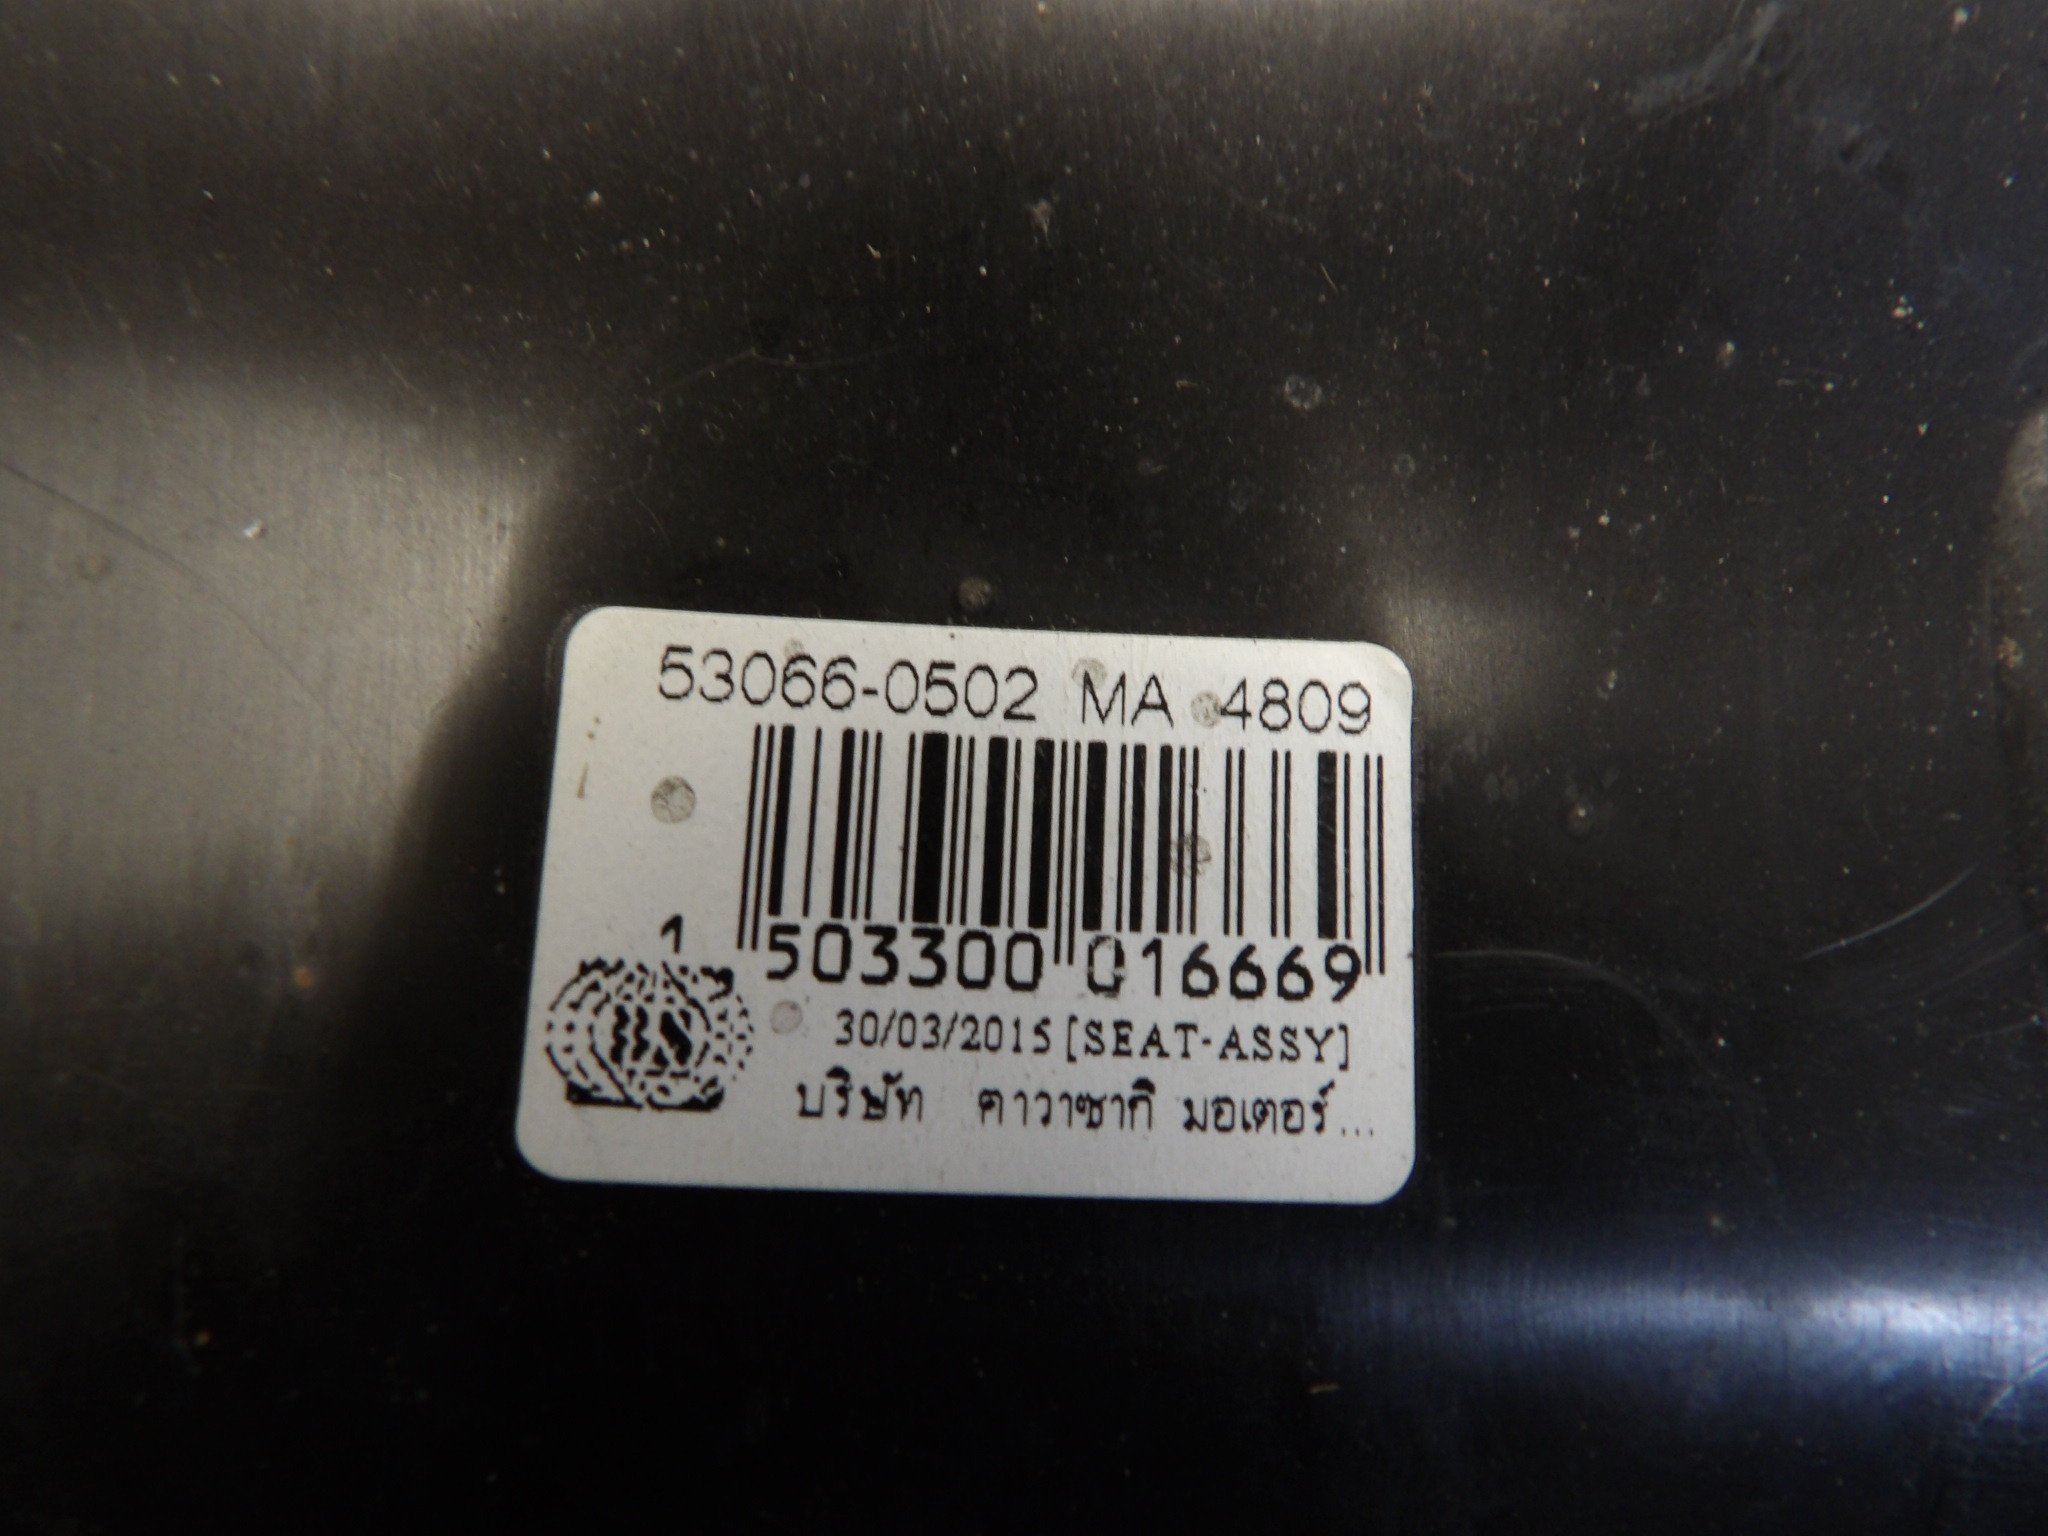 53066-0502 MA 4809
1 503300 016669
30/03/2015 [SEAT-ASSY]
บริษัท คาวาซากิ มอเตอร์...